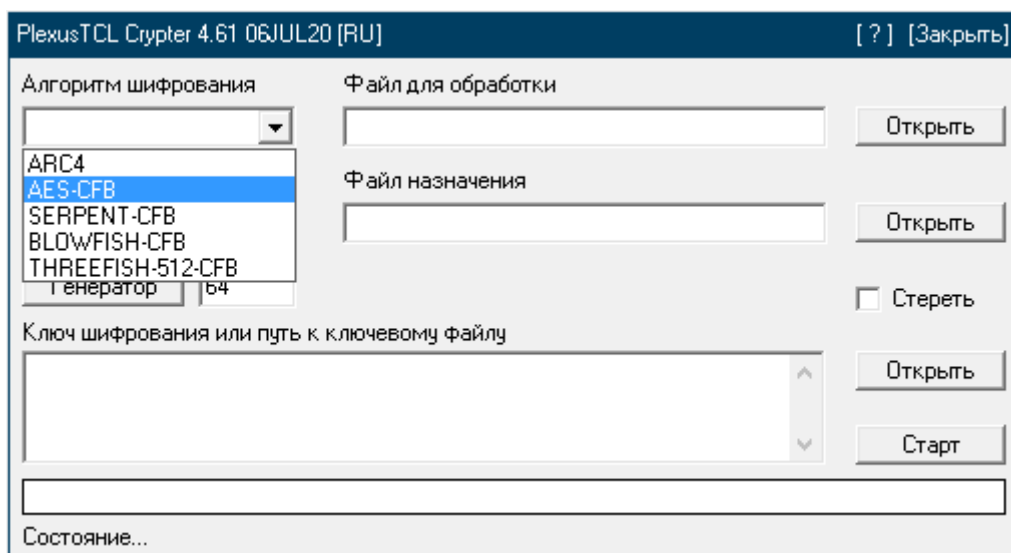 PlexusTCL Crypter 4.61 06JUL20 [RU] [ ? ] [Закрыть]
Алгоритм шифрования
Файл для обработки
Открыть
ARC4
AES-CFB
SERPENT-CFB
BLOWFISH-CFB
THREEFISH-512-CFB
Файл назначения
Открыть
Генератор 64
Стереть
Ключ шифрования или путь к ключевому файлу
Открыть
Старт
Состояние...